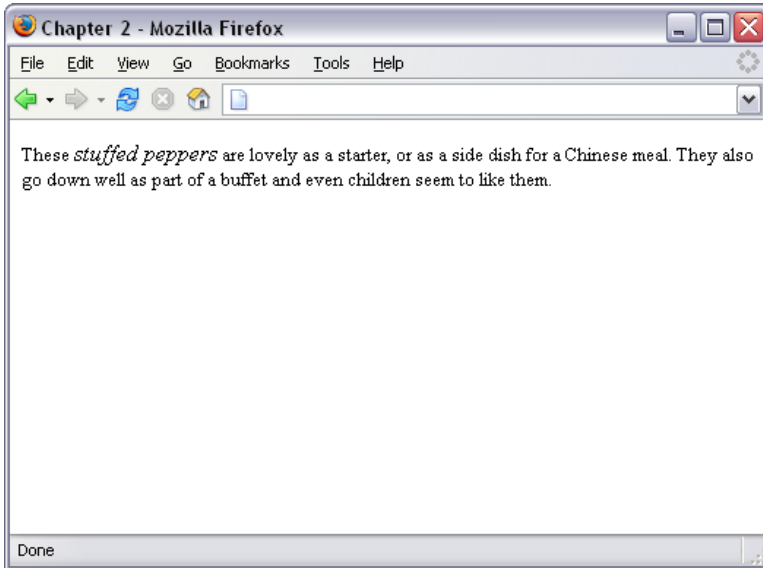 Chapter 2 - Mozilla Firefox
File Edit View Go Bookmarks Tools Help
These stuffed peppers are lovely as a starter, or as a side dish for a Chinese meal. They also
go down well as part of a buffet and even children seem to like them.
Done